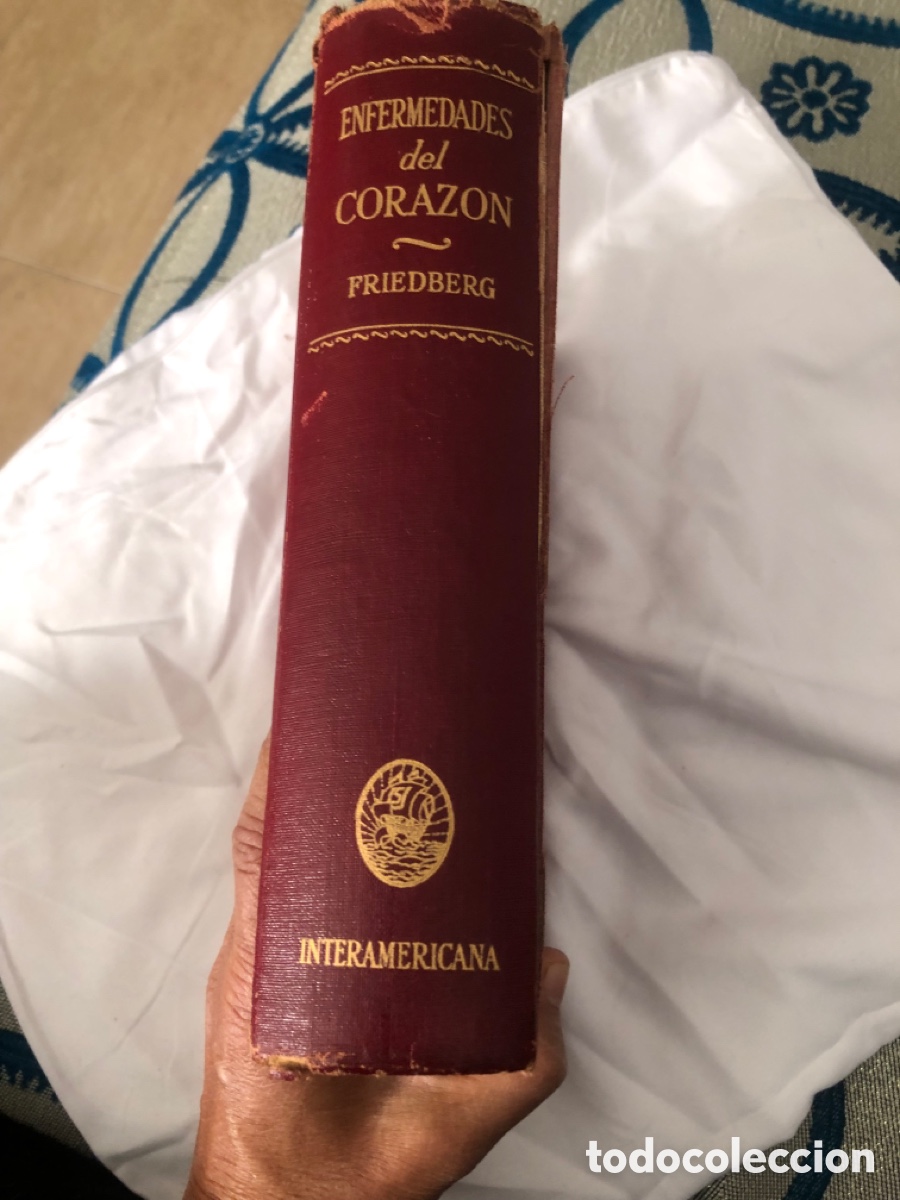 ENFERMEDADES
del
CORAZON
FRIEDBERG
INTERAMERICANA
todocoleccion